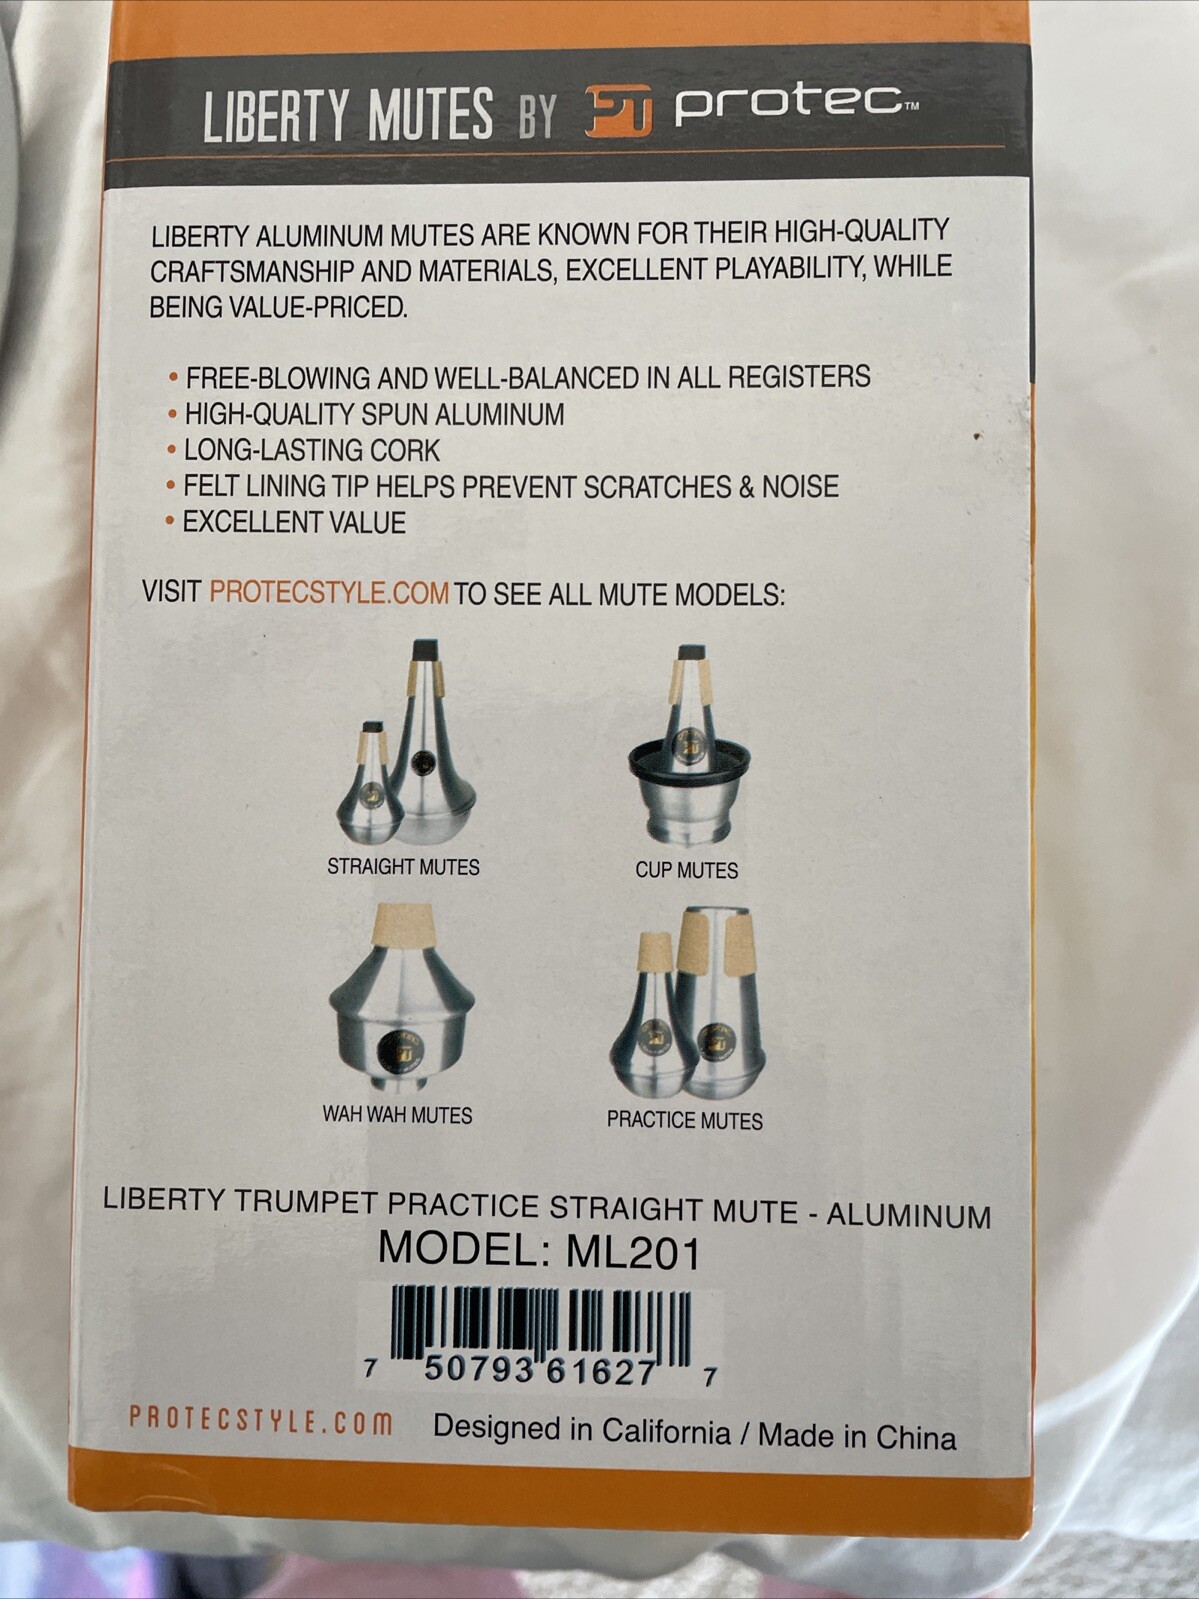 LIBERTY MUTES BY PT protec™
LIBERTY ALUMINUM MUTES ARE KNOWN FOR THEIR HIGH-QUALITY
CRAFTSMANSHIP AND MATERIALS, EXCELLENT PLAYABILITY, WHILE
BEING VALUE-PRICED.
• FREE-BLOWING AND WELL-BALANCED IN ALL REGISTERS
• HIGH-QUALITY SPUN ALUMINUM
• LONG-LASTING CORK
• FELT LINING TIP HELPS PREVENT SCRATCHES & NOISE
• EXCELLENT VALUE
VISIT PROTECSTYLE.COM TO SEE ALL MUTE MODELS:
STRAIGHT MUTES
CUP MUTES
WAH WAH MUTES
PRACTICE MUTES
LIBERTY TRUMPET PRACTICE STRAIGHT MUTE - ALUMINUM
MODEL: ML201
7 50793 61627 7
PROTECSTYLE.COM Designed in California / Made in China